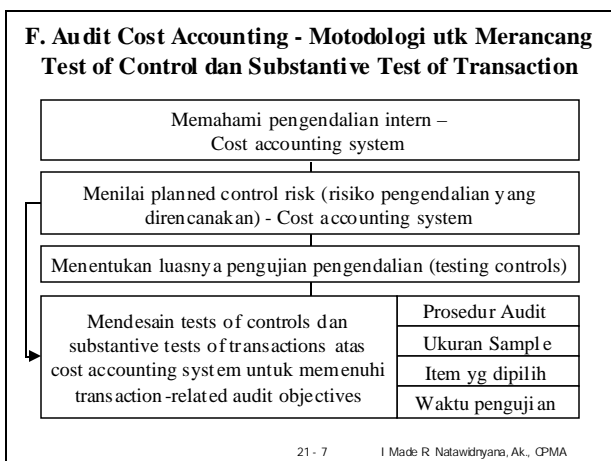 F. Audit Cost Accounting - Motodologi utk Merancang
Test of Control dan Substantive Test of Transaction
Memahami pengendalian intern –
Cost accounting system
Menilai planned control risk (risiko pengendalian yang
direncanakan) - Cost accounting system
Menentukan luasnya pengujian pengendalian (testing controls)
Mendesain tests of controls dan
substantive tests of transactions atas
cost accounting system untuk memenuhi
transaction-related audit objectives
Prosedur Audit
Ukuran Sample
Item yg dipilih
Waktu pengujian
21 - 7
I Made R. Natawidnyana, Ak., CPMA